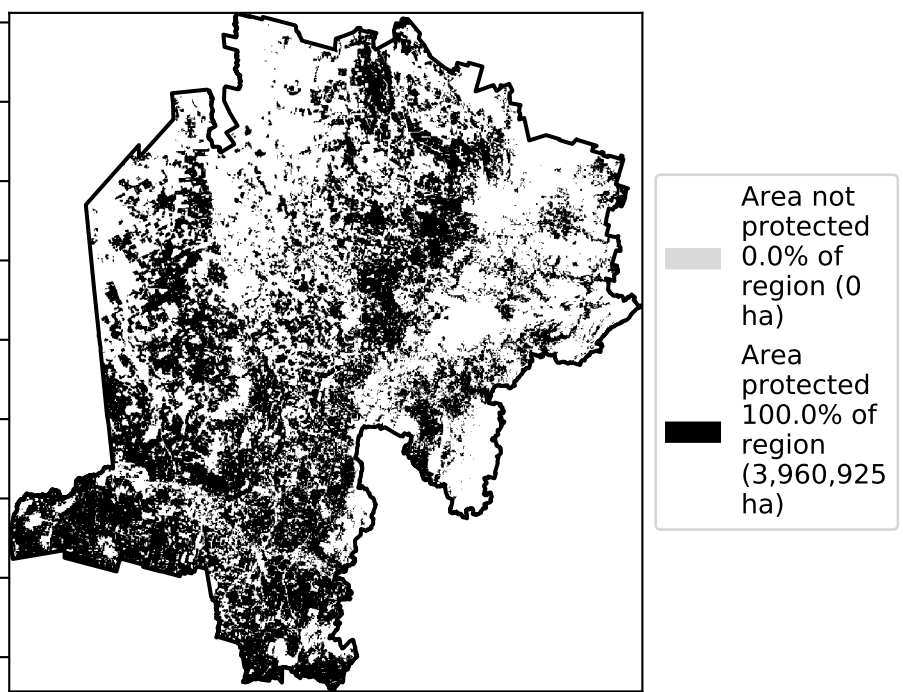 Area not
protected
0.0% of
region (0
ha)
Area
protected
100.0% of
region
(3,960,925
ha)